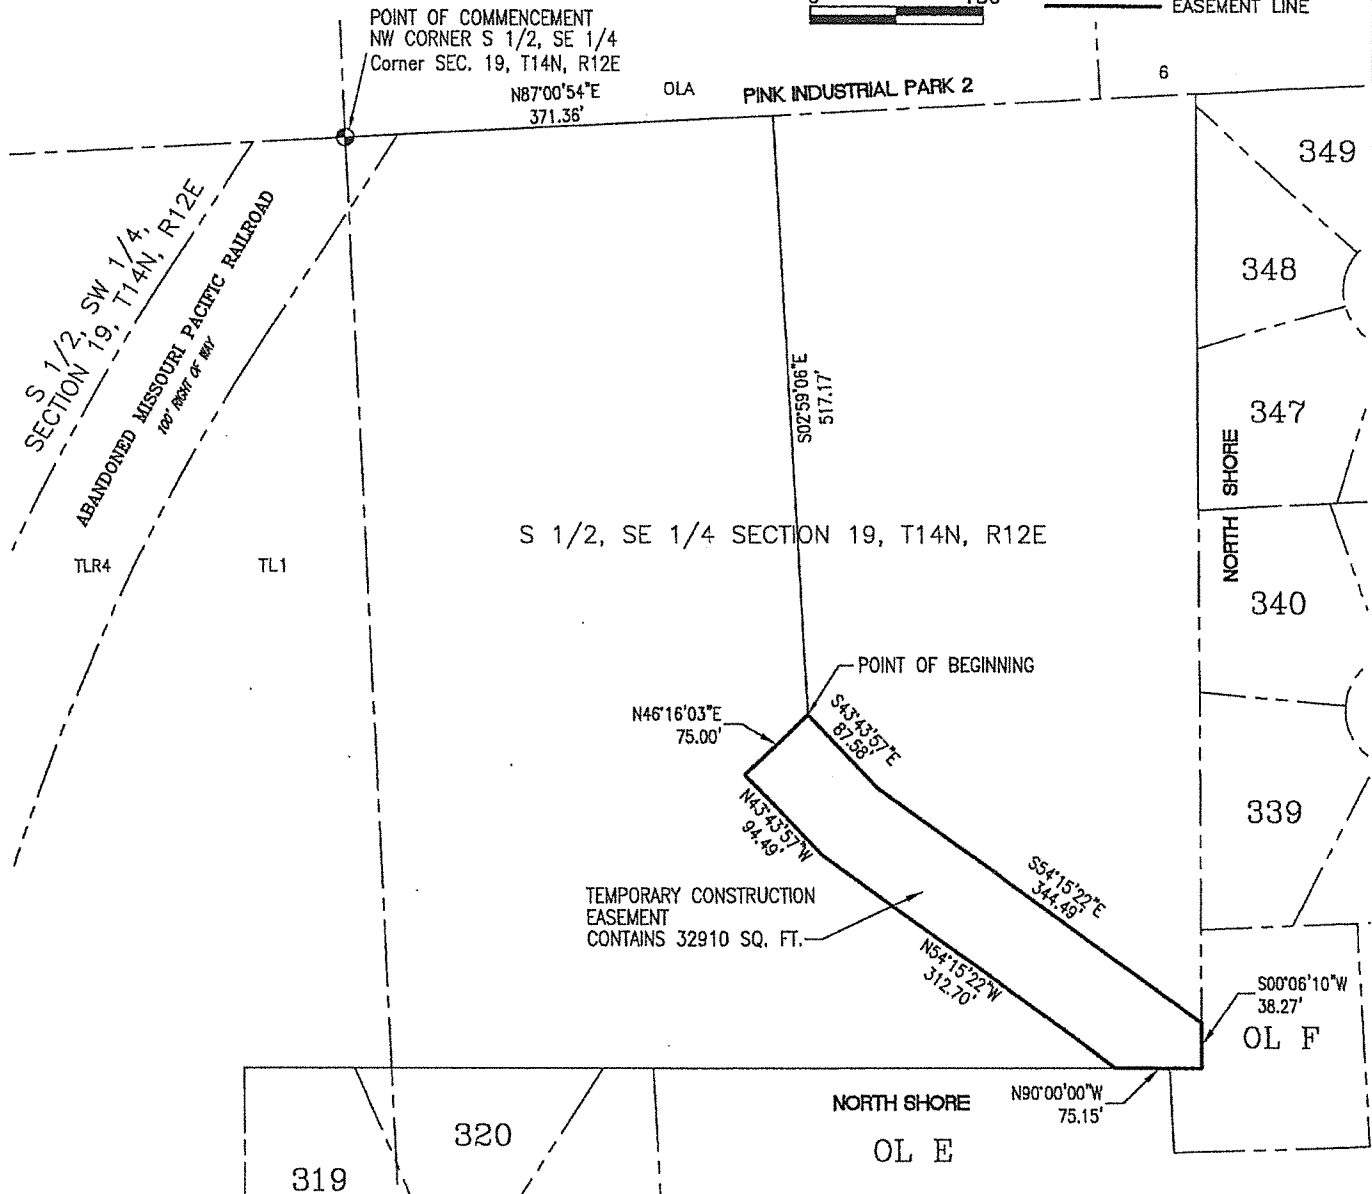 POINT OF COMMENCEMENT
NW CORNER S 1/2, SE 1/4
Corner SEC. 19, T14N, R12E
EASEMENT LINE
N87°00'54"E
371.36'
OLA
PINK INDUSTRIAL PARK 2
6
349
S 1/2, SW 1/4,
SECTION 19, T14N, R12E
ABANDONED MISSOURI PACIFIC RAILROAD
100' RIGHT OF WAY
348
S02°59'06"E
517.17'
347
NORTH SHORE
S 1/2, SE 1/4 SECTION 19, T14N, R12E
TLR4
TL1
340
POINT OF BEGINNING
N46°16'03"E
75.00'
S43°43'57"E
87.58'
N43°43'57"W
94.49'
339
TEMPORARY CONSTRUCTION
EASEMENT
CONTAINS 32910 SQ. FT.
S54°15'22"E
344.49'
N54°15'22"W
312.70'
S00°06'10"W
38.27'
OL F
N90°00'00"W
75.15'
NORTH SHORE
OL E
320
319